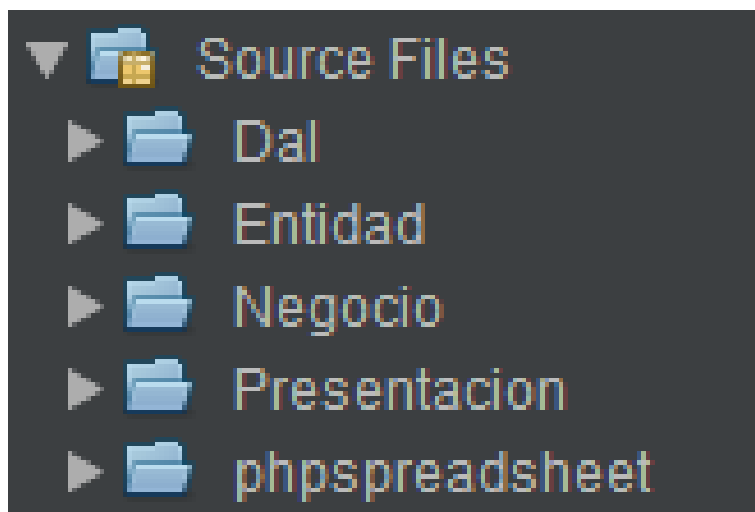 Source Files
Dal
Entidad
Negocio
Presentacion
phpspreadsheet